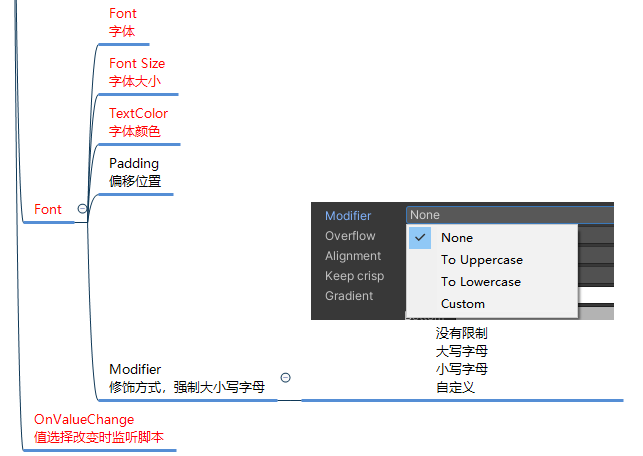 Font
字体
Font Size
字体大小
TextColor
字体颜色
Padding
偏移位置
Font
Modifier
None
Overflow
Alignment
Keep crisp
Gradient
None
To Uppercase
To Lowercase
Custom
没有限制
大写字母
小写字母
自定义
Modifier
修饰方式，强制大小写字母
OnValueChange
值选择改变时监听脚本